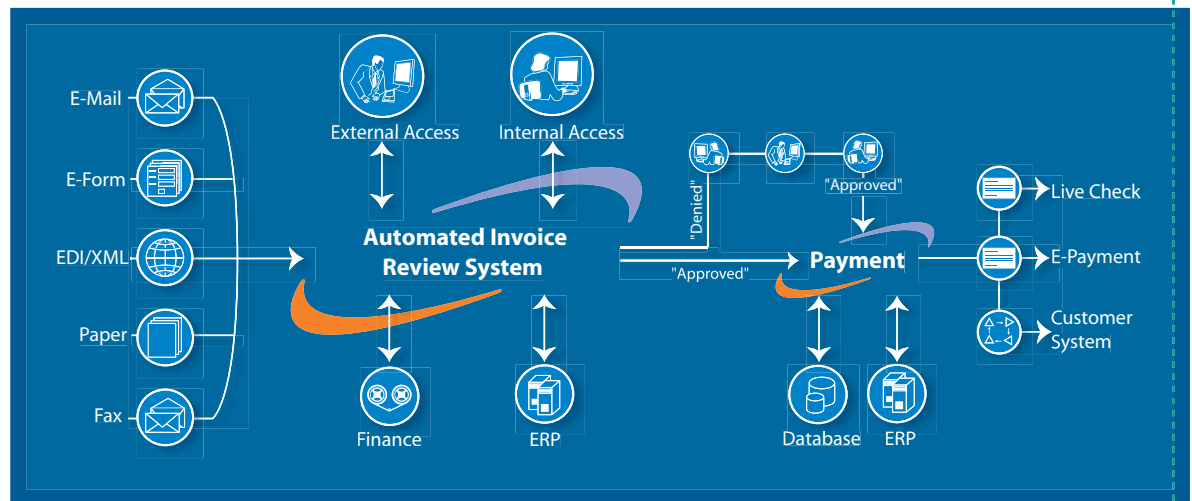 E-Mail
E-Form
EDI/XML
Paper
Fax
External Access
Internal Access
Automated Invoice
Review System
Finance
ERP
"Denied"
"Approved"
"Approved"
Payment
Database
ERP
Live Check
E-Payment
Customer
System